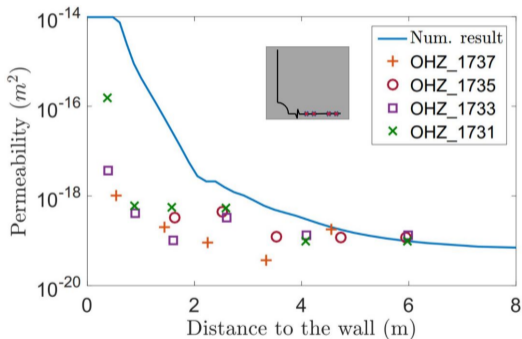 10^-14
10^-16
10^-18
10^-20
Permeability (m^2)
0
2
4
6
8
Distance to the wall (m)
Num. result
OHZ_1737
OHZ_1735
OHZ_1733
OHZ_1731